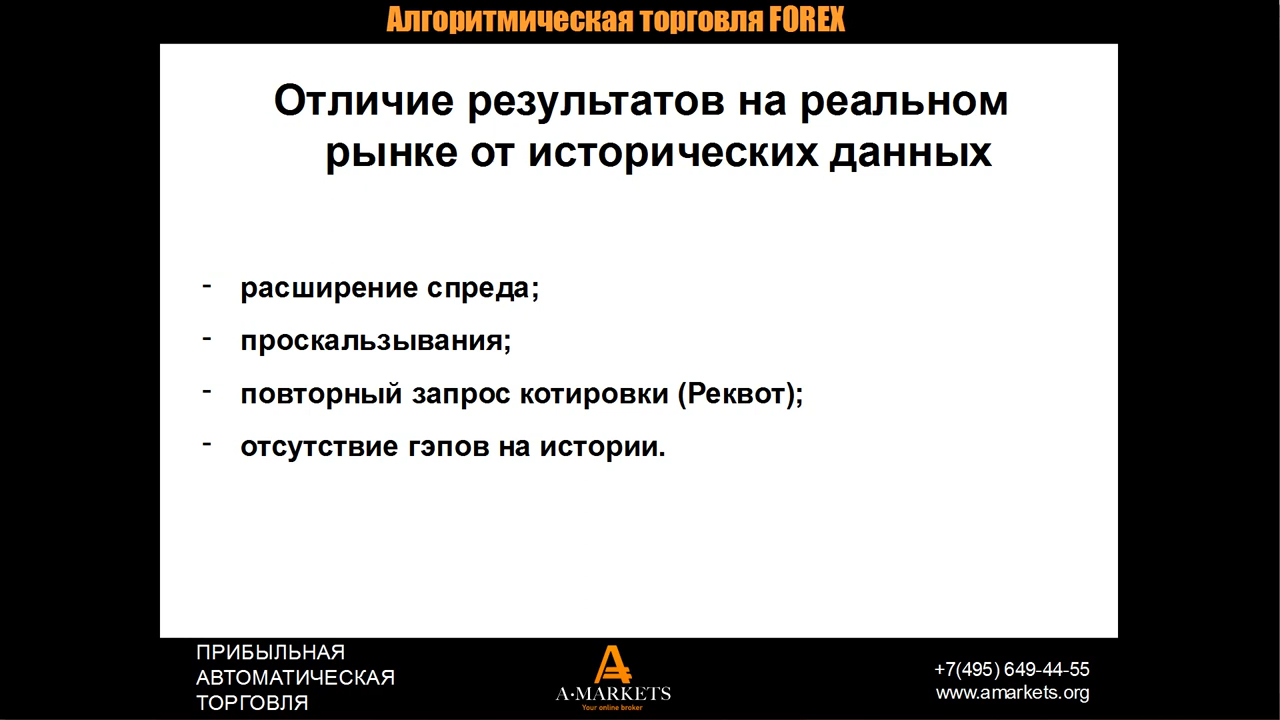 Алгоритмическая торговля FOREX
Отличие результатов на реальном
рынке от исторических данных
- расширение спреда;
- проскальзывания;
- повторный запрос котировки (Реквот);
- отсутствие гэпов на истории.
ПРИБЫЛЬНАЯ
АВТОМАТИЧЕСКАЯ
ТОРГОВЛЯ
A·MARKETS
Your online broker
+7(495) 649-44-55
www.amarkets.org